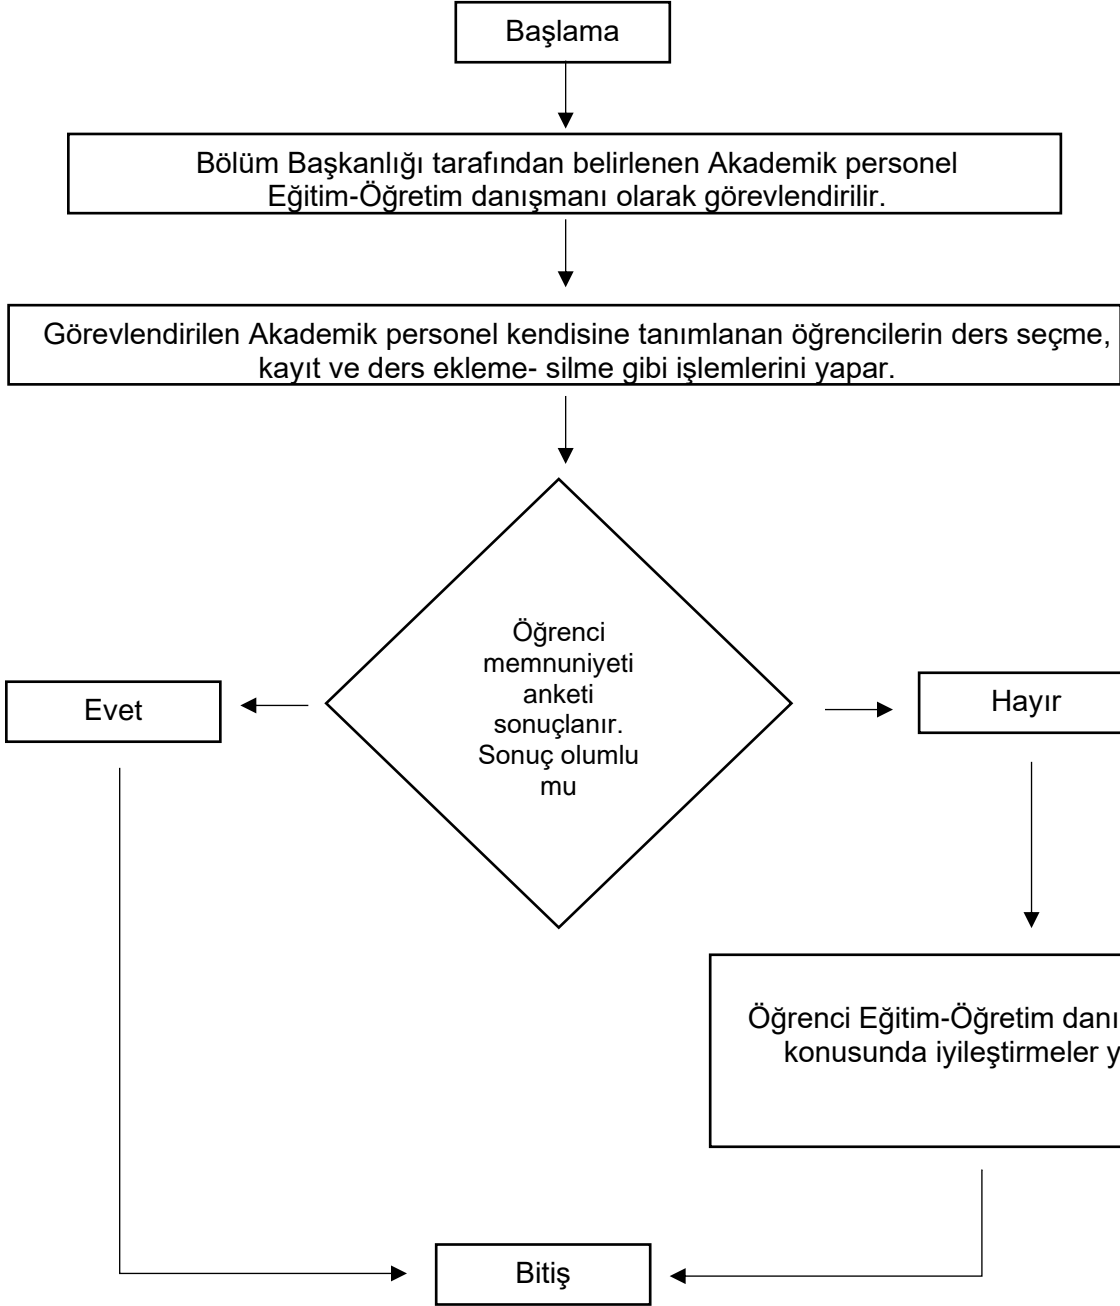 Başlama
Bölüm Başkanlığı tarafından belirlenen Akademik personel
Eğitim-Öğretim danışmanı olarak görevlendirilir.
Görevlendirilen Akademik personel kendisine tanımlanan öğrencilerin ders seçme,
kayıt ve ders ekleme- silme gibi işlemlerini yapar.
Öğrenci
memnuniyeti
anketi
sonuçlanır.
Sonuç olumlu
mu
Evet
Hayır
Öğrenci Eğitim-Öğretim
konusunda iyileştirmeler
Bitiş